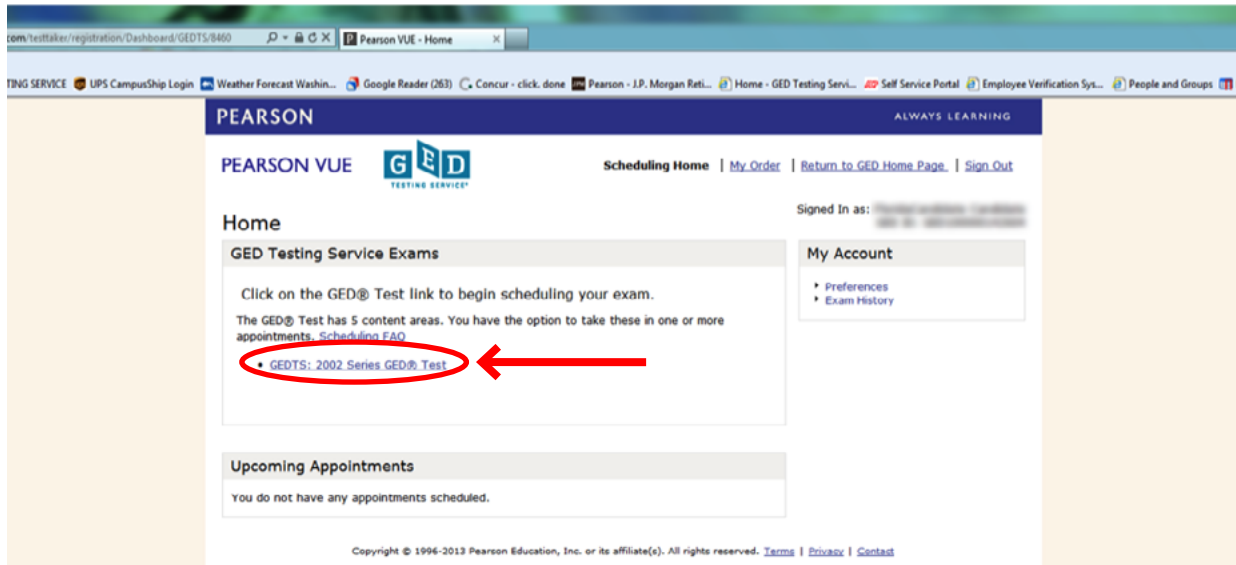 com/testtaker/registration/Dashboard/GEDTS/8460 Pearson VUE - Home
TING SERVICE UPS CampusShip Login Weather Forecast Washin... Google Reader (263) Concur - click. done Pearson - J.P. Morgan Reti... Home - GED Testing Servi... Self Service Portal Employee Verification Sys... People and Groups
PEARSON ALWAYS LEARNING
PEARSON VUE GED Scheduling Home | My Order | Return to GED Home Page | Sign Out
TESTING SERVICE®
Signed In as:
Home
GED Testing Service Exams
Click on the GED® Test link to begin scheduling your exam.
The GED® Test has 5 content areas. You have the option to take these in one or more
appointments. Scheduling FAQ
• GEDTS: 2002 Series GED® Test
My Account
Preferences
Exam History
Upcoming Appointments
You do not have any appointments scheduled.
Copyright © 1996-2013 Pearson Education, Inc. or its affiliate(s). All rights reserved. Terms | Privacy | Contact